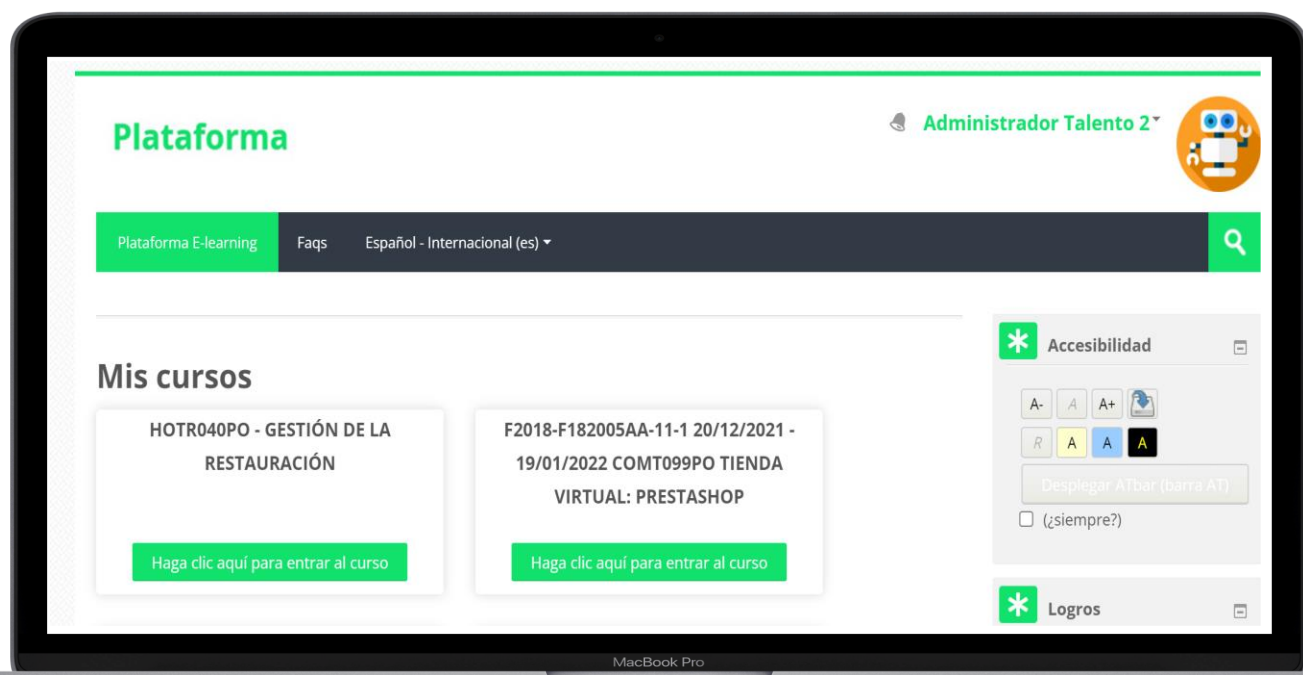 Plataforma
Administrador Talento 2
Plataforma E-learning Faqs Español - Internacional (es)
Mis cursos
HOTR040PO - GESTIÓN DE LA
RESTAURACIÓN
Haga clic aquí para entrar al curso
F2018-F182005AA-11-1 20/12/2021 -
19/01/2022 COMT099PO TIENDA
VIRTUAL: PRESTASHOP
Haga clic aquí para entrar al curso
Accesibilidad
A- A A+
R A A A
Desplegar ATbar (barra AT)
(¿siempre?)
Logros
MacBook Pro